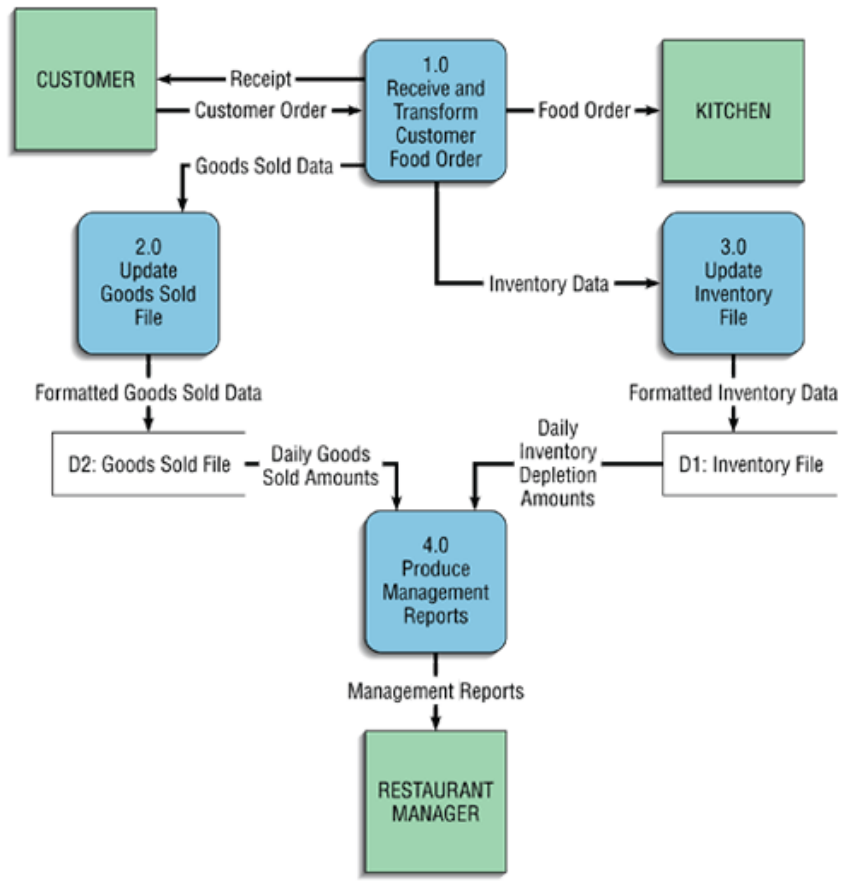 CUSTOMER
Receipt
Customer Order
1.0
Receive and
Transform
Customer
Food Order
Food Order
KITCHEN
Goods Sold Data
2.0
Update
Goods Sold
File
Inventory Data
3.0
Update
Inventory
File
Formatted Goods Sold Data
Formatted Inventory Data
D2: Goods Sold File
Daily Goods
Sold Amounts
Daily
Inventory
Depletion
Amounts
D1: Inventory File
4.0
Produce
Management
Reports
Management Reports
RESTAURANT
MANAGER